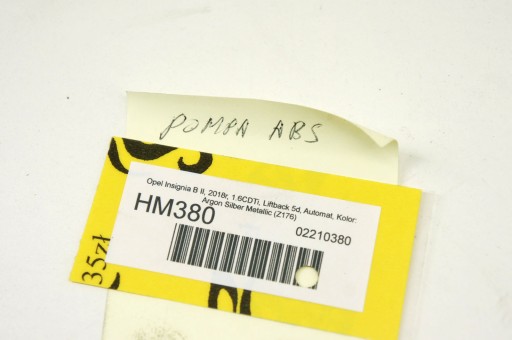 POMPA ABS
Opel Insignia B II, 2018r, 1.6CDTi, Liftback 5d, Automat, Kolor:
Argon Silber Metallic (Z176)
HM380
02210380
35zł